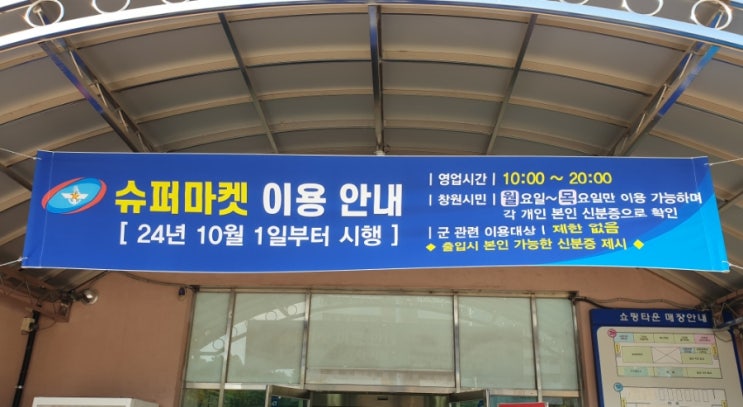 슈퍼마켓 이용 안내
[ 24년 10월 1일부터 시행 ]
| 영업시간 | 10:00 ~ 20:00
| 창원시민 | 월요일~목요일만 이용 가능하며
각 개인 본인 신분증으로 확인
| 군 관련 이용대상 | 제한 없음
◆ 출입시 본인 가능한 신분증 제시 ◆
쇼핑타운 매장안내